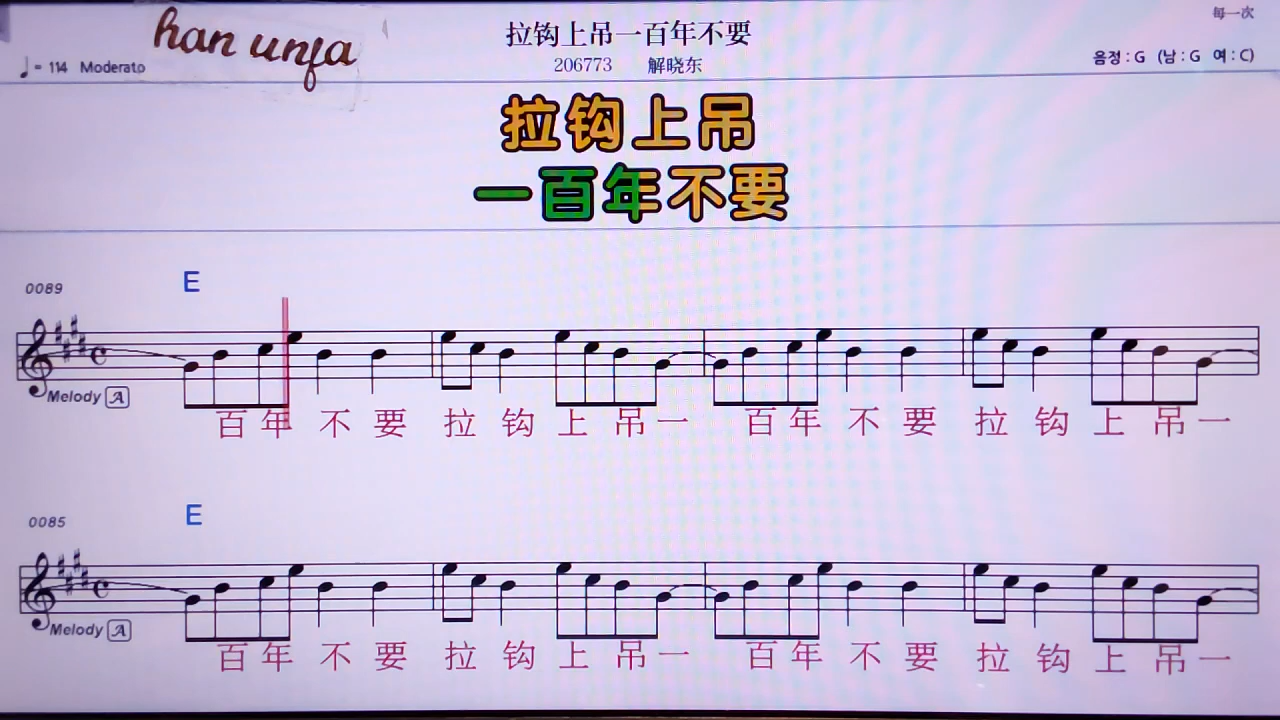 每一次
han unfa
拉钩上吊一百年不要
♩= 114 Moderato
206773 解晓东
음정 : G (남 : G 여 : C)
拉钩上吊
一百年不要
0089
E
Melody A
百 年 不 要 拉 钩 上 吊 一 百 年 不 要 拉 钩 上 吊 一
0085
E
Melody A
百 年 不 要 拉 钩 上 吊 一 百 年 不 要 拉 钩 上 吊 一